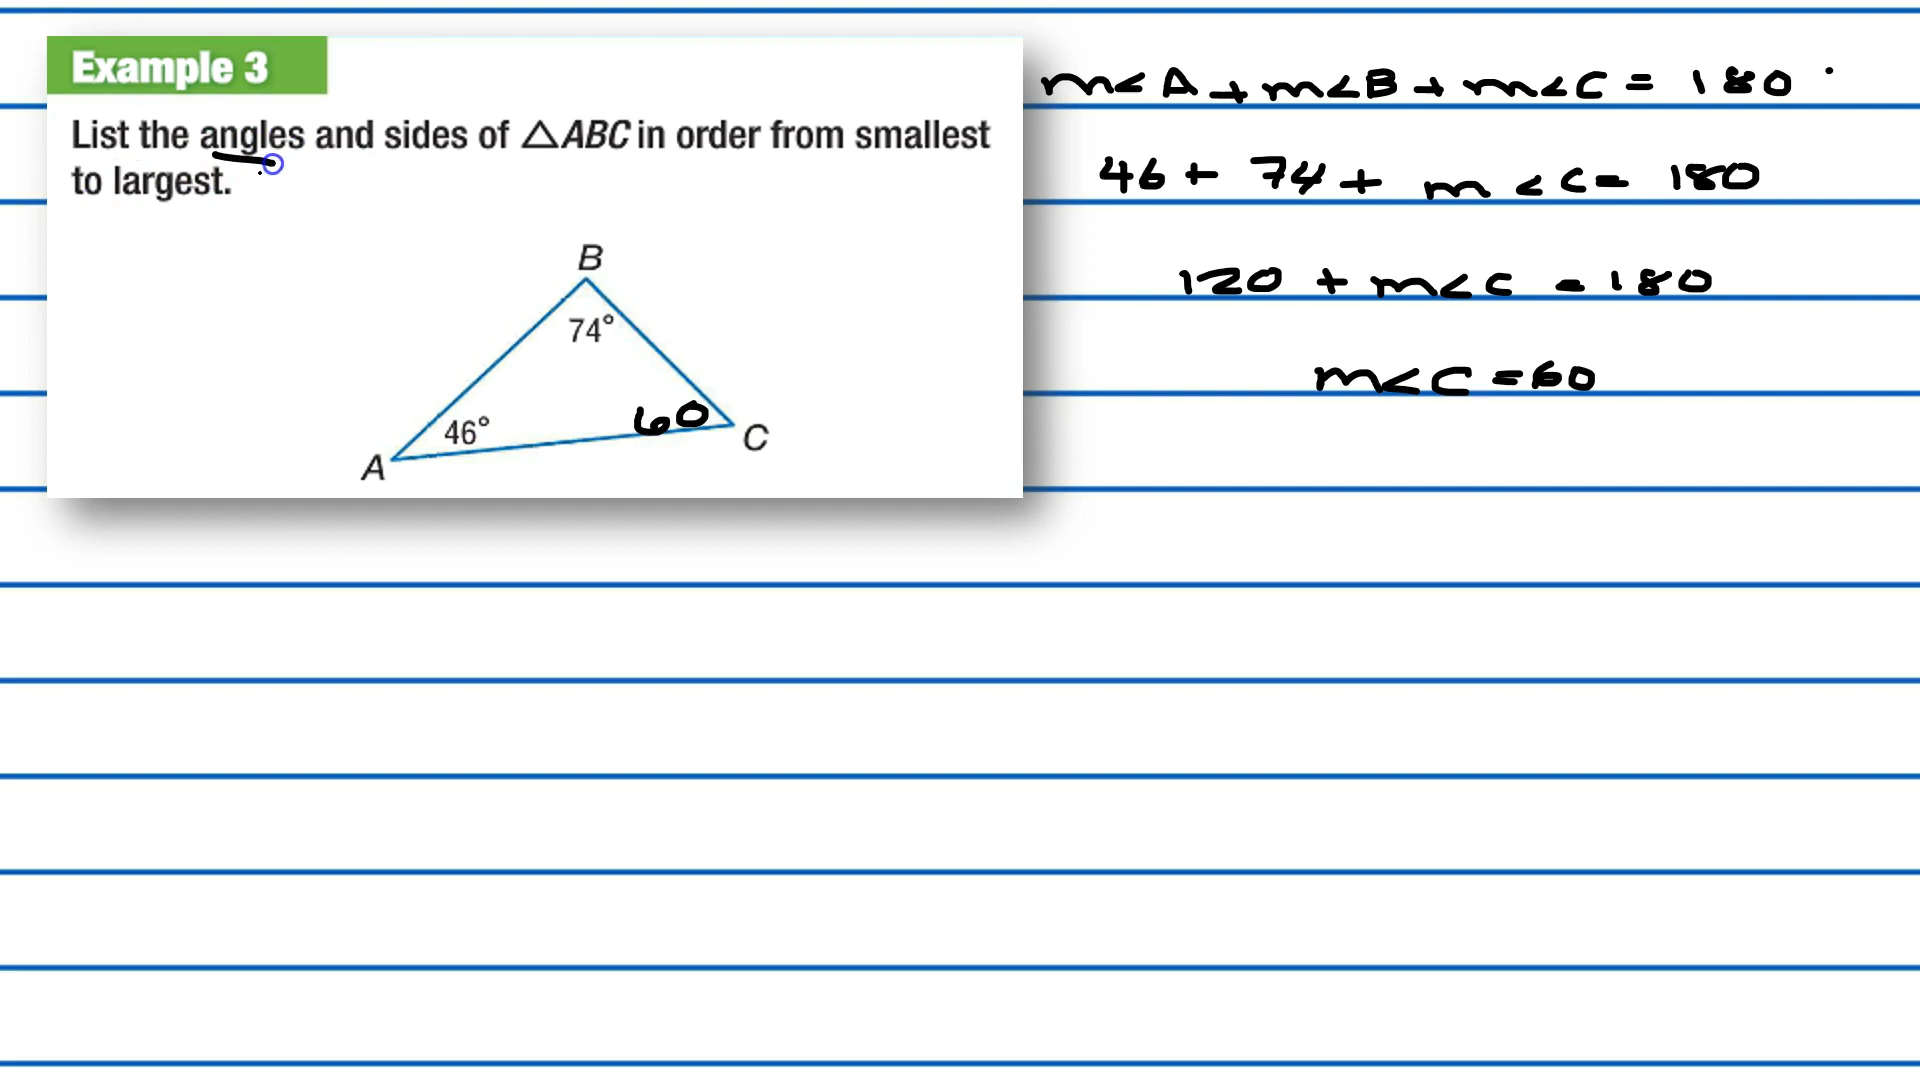 Example 3
List the angles and sides of △ABC in order from smallest
to largest.
B
74°
46°
60
A
C
m<A + m<B + m<C = 180
46 + 74 + m<C = 180
120 + m<C = 180
m<C = 60